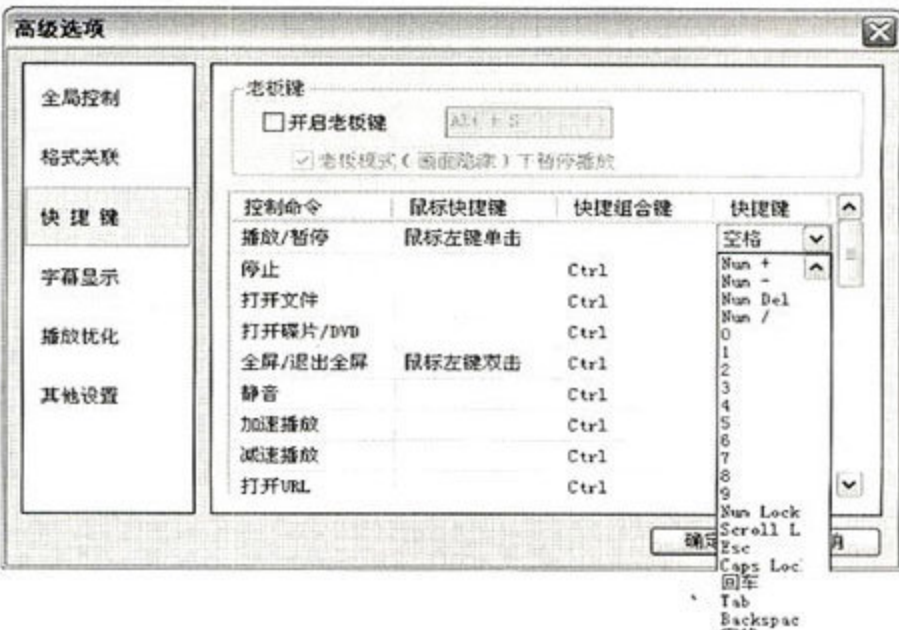 高级选项
全局控制
格式关联
快捷键
字幕显示
播放优化
其他设置
老板键
开启老板键
Alt + S
老板模式（画面隐藏）下暂停播放
控制命令 鼠标快捷键 快捷组合键 快捷键
播放/暂停 鼠标左键单击 空格
停止 Ctrl
打开文件 Ctrl
打开碟片/DVD Ctrl
全屏/退出全屏 鼠标左键双击 Ctrl
静音 Ctrl
加速播放 Ctrl
减速播放 Ctrl
打开URL Ctrl
Num +
Num -
Num Del
Num /
0
1
2
3
4
5
6
7
8
9
Num Lock
Scroll L
Esc
Caps Loc
回车
Tab
Backspac
确定